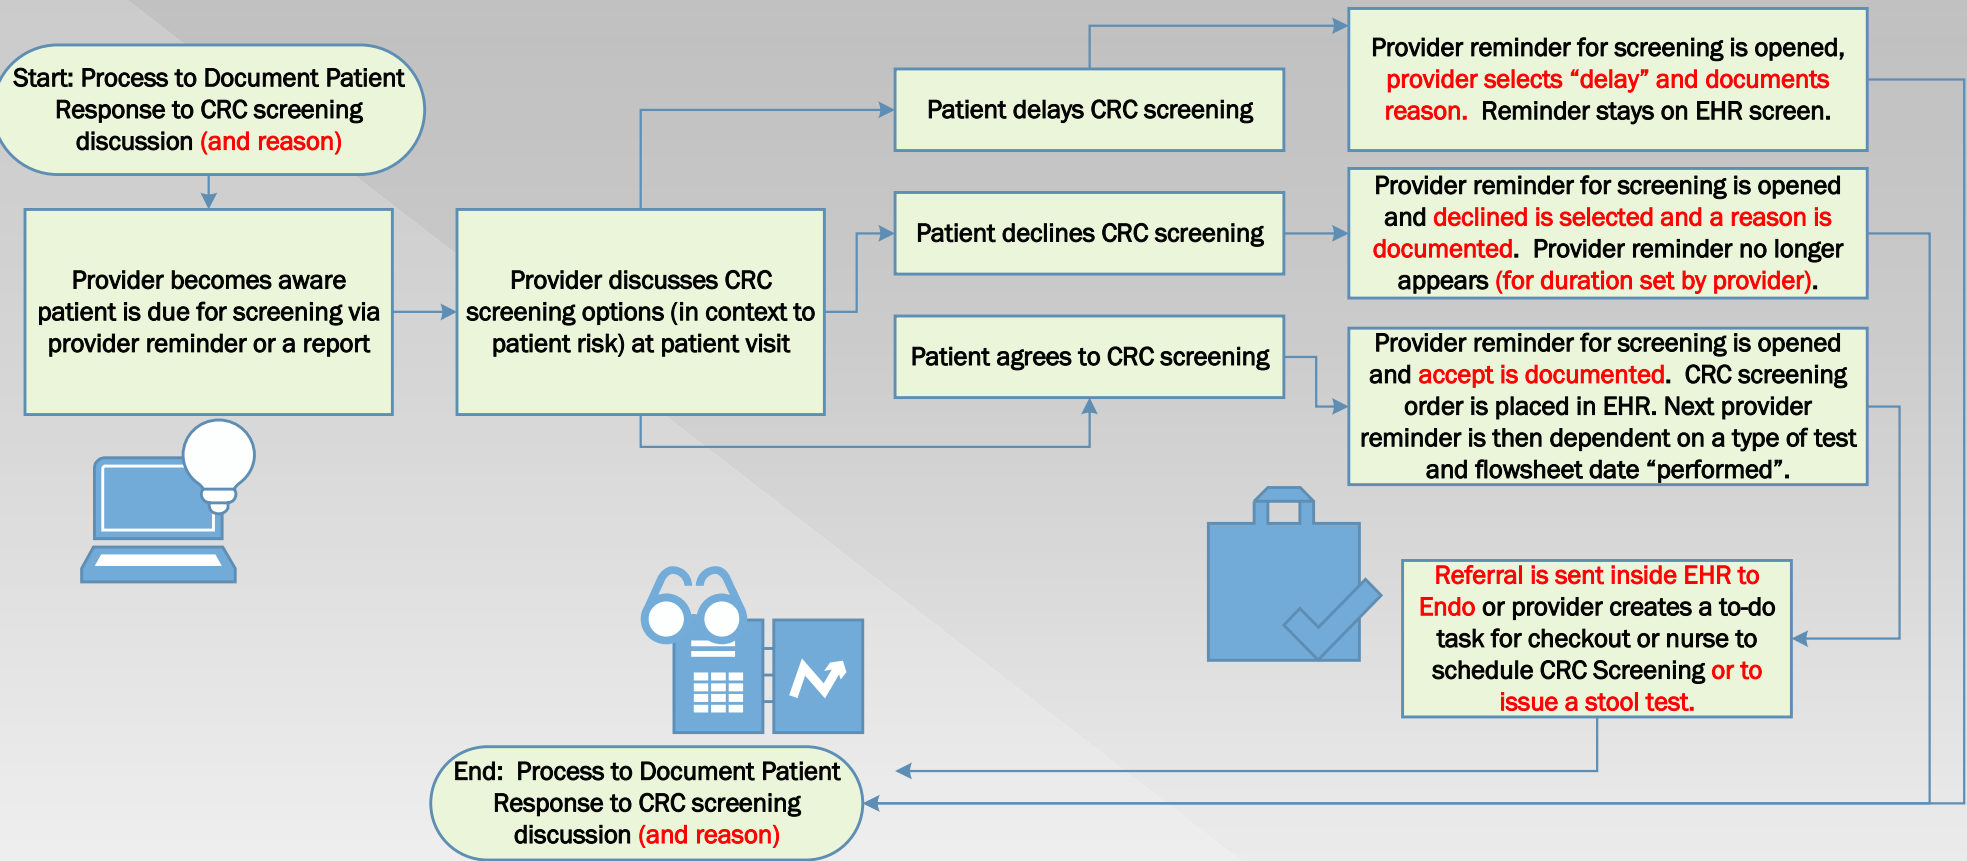 Start: Process to Document Patient
Response to CRC screening
discussion (and reason)
Provider becomes aware
patient is due for screening via
provider reminder or a report
Provider discusses CRC
screening options (in context to
patient risk) at patient visit
Patient delays CRC screening
Provider reminder for screening is opened,
provider selects “delay” and documents
reason.  Reminder stays on EHR screen.
Patient declines CRC screening
Provider reminder for screening is opened
and declined is selected and a reason is
documented.  Provider reminder no longer
appears (for duration set by provider).
Patient agrees to CRC screening
Provider reminder for screening is opened
and accept is documented.  CRC screening
order is placed in EHR. Next provider
reminder is then dependent on a type of test
and flowsheet date “performed”.
Referral is sent inside EHR to
Endo or provider creates a to-do
task for checkout or nurse to
schedule CRC Screening or to
issue a stool test.
End:  Process to Document Patient
Response to CRC screening
discussion (and reason)